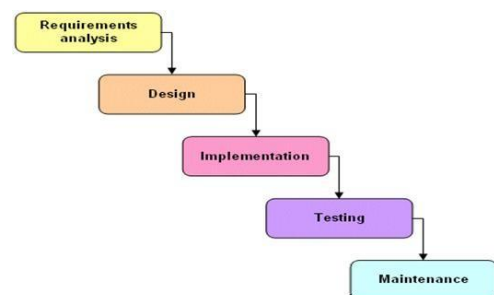 Requirements
analysis
Design
Implementation
Testing
Maintenance